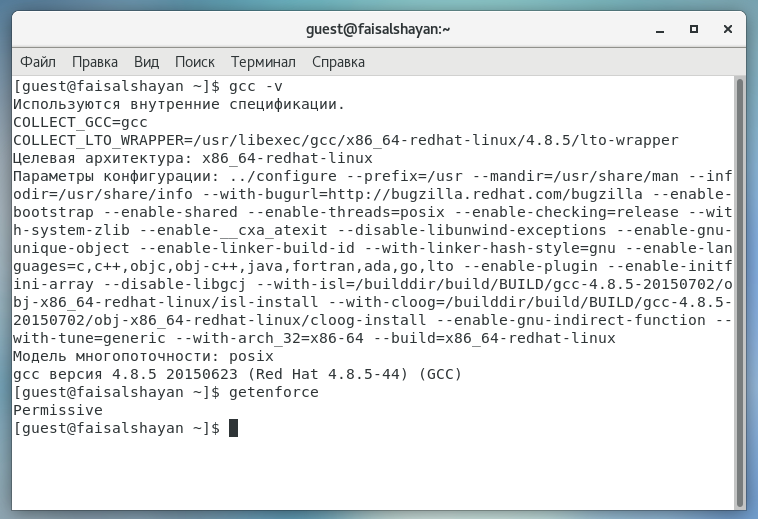 guest@faisalshayan:~
Файл Правка Вид Поиск Терминал Справка
[guest@faisalshayan ~]$ gcc -v
Используются внутренние спецификации.
COLLECT_GCC=gcc
COLLECT_LTO_WRAPPER=/usr/libexec/gcc/x86_64-redhat-linux/4.8.5/lto-wrapper
Целевая архитектура: x86_64-redhat-linux
Параметры конфигурации: ../configure --prefix=/usr --mandir=/usr/share/man --inf
odir=/usr/share/info --with-bugurl=http://bugzilla.redhat.com/bugzilla --enable-
bootstrap --enable-shared --enable-threads=posix --enable-checking=release --wit
h-system-zlib --enable-__cxa_atexit --disable-libunwind-exceptions --enable-gnu-
unique-object --enable-linker-build-id --with-linker-hash-style=gnu --enable-lan
guages=c,c++,objc,obj-c++,java,fortran,ada,go,lto --enable-plugin --enable-initf
ini-array --disable-libgcj --with-isl=/builddir/build/BUILD/gcc-4.8.5-20150702/o
bj-x86_64-redhat-linux/isl-install --with-cloog=/builddir/build/BUILD/gcc-4.8.5-
20150702/obj-x86_64-redhat-linux/cloog-install --enable-gnu-indirect-function --
with-tune=generic --with-arch_32=x86-64 --build=x86_64-redhat-linux
Модель многопоточности: posix
gcc версия 4.8.5 20150623 (Red Hat 4.8.5-44) (GCC)
[guest@faisalshayan ~]$ getenforce
Permissive
[guest@faisalshayan ~]$